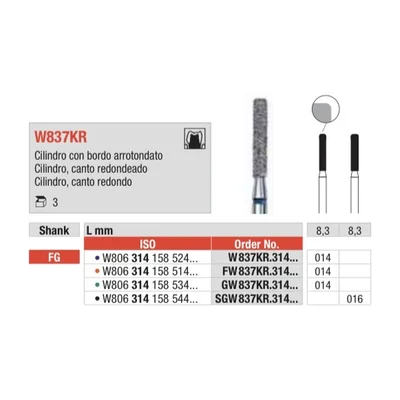 W837KR
Cilindro con bordo arrotondato
Cilindro, canto redondeado
Cilindro, canto redondo
3
Shank L mm 8,3 8,3
ISO Order No.
FG • W806 314 158 524... W837KR.314... 014
• W806 314 158 514... FW837KR.314... 014
• W806 314 158 534... GW837KR.314... 014
• W806 314 158 544... SGW837KR.314... 016